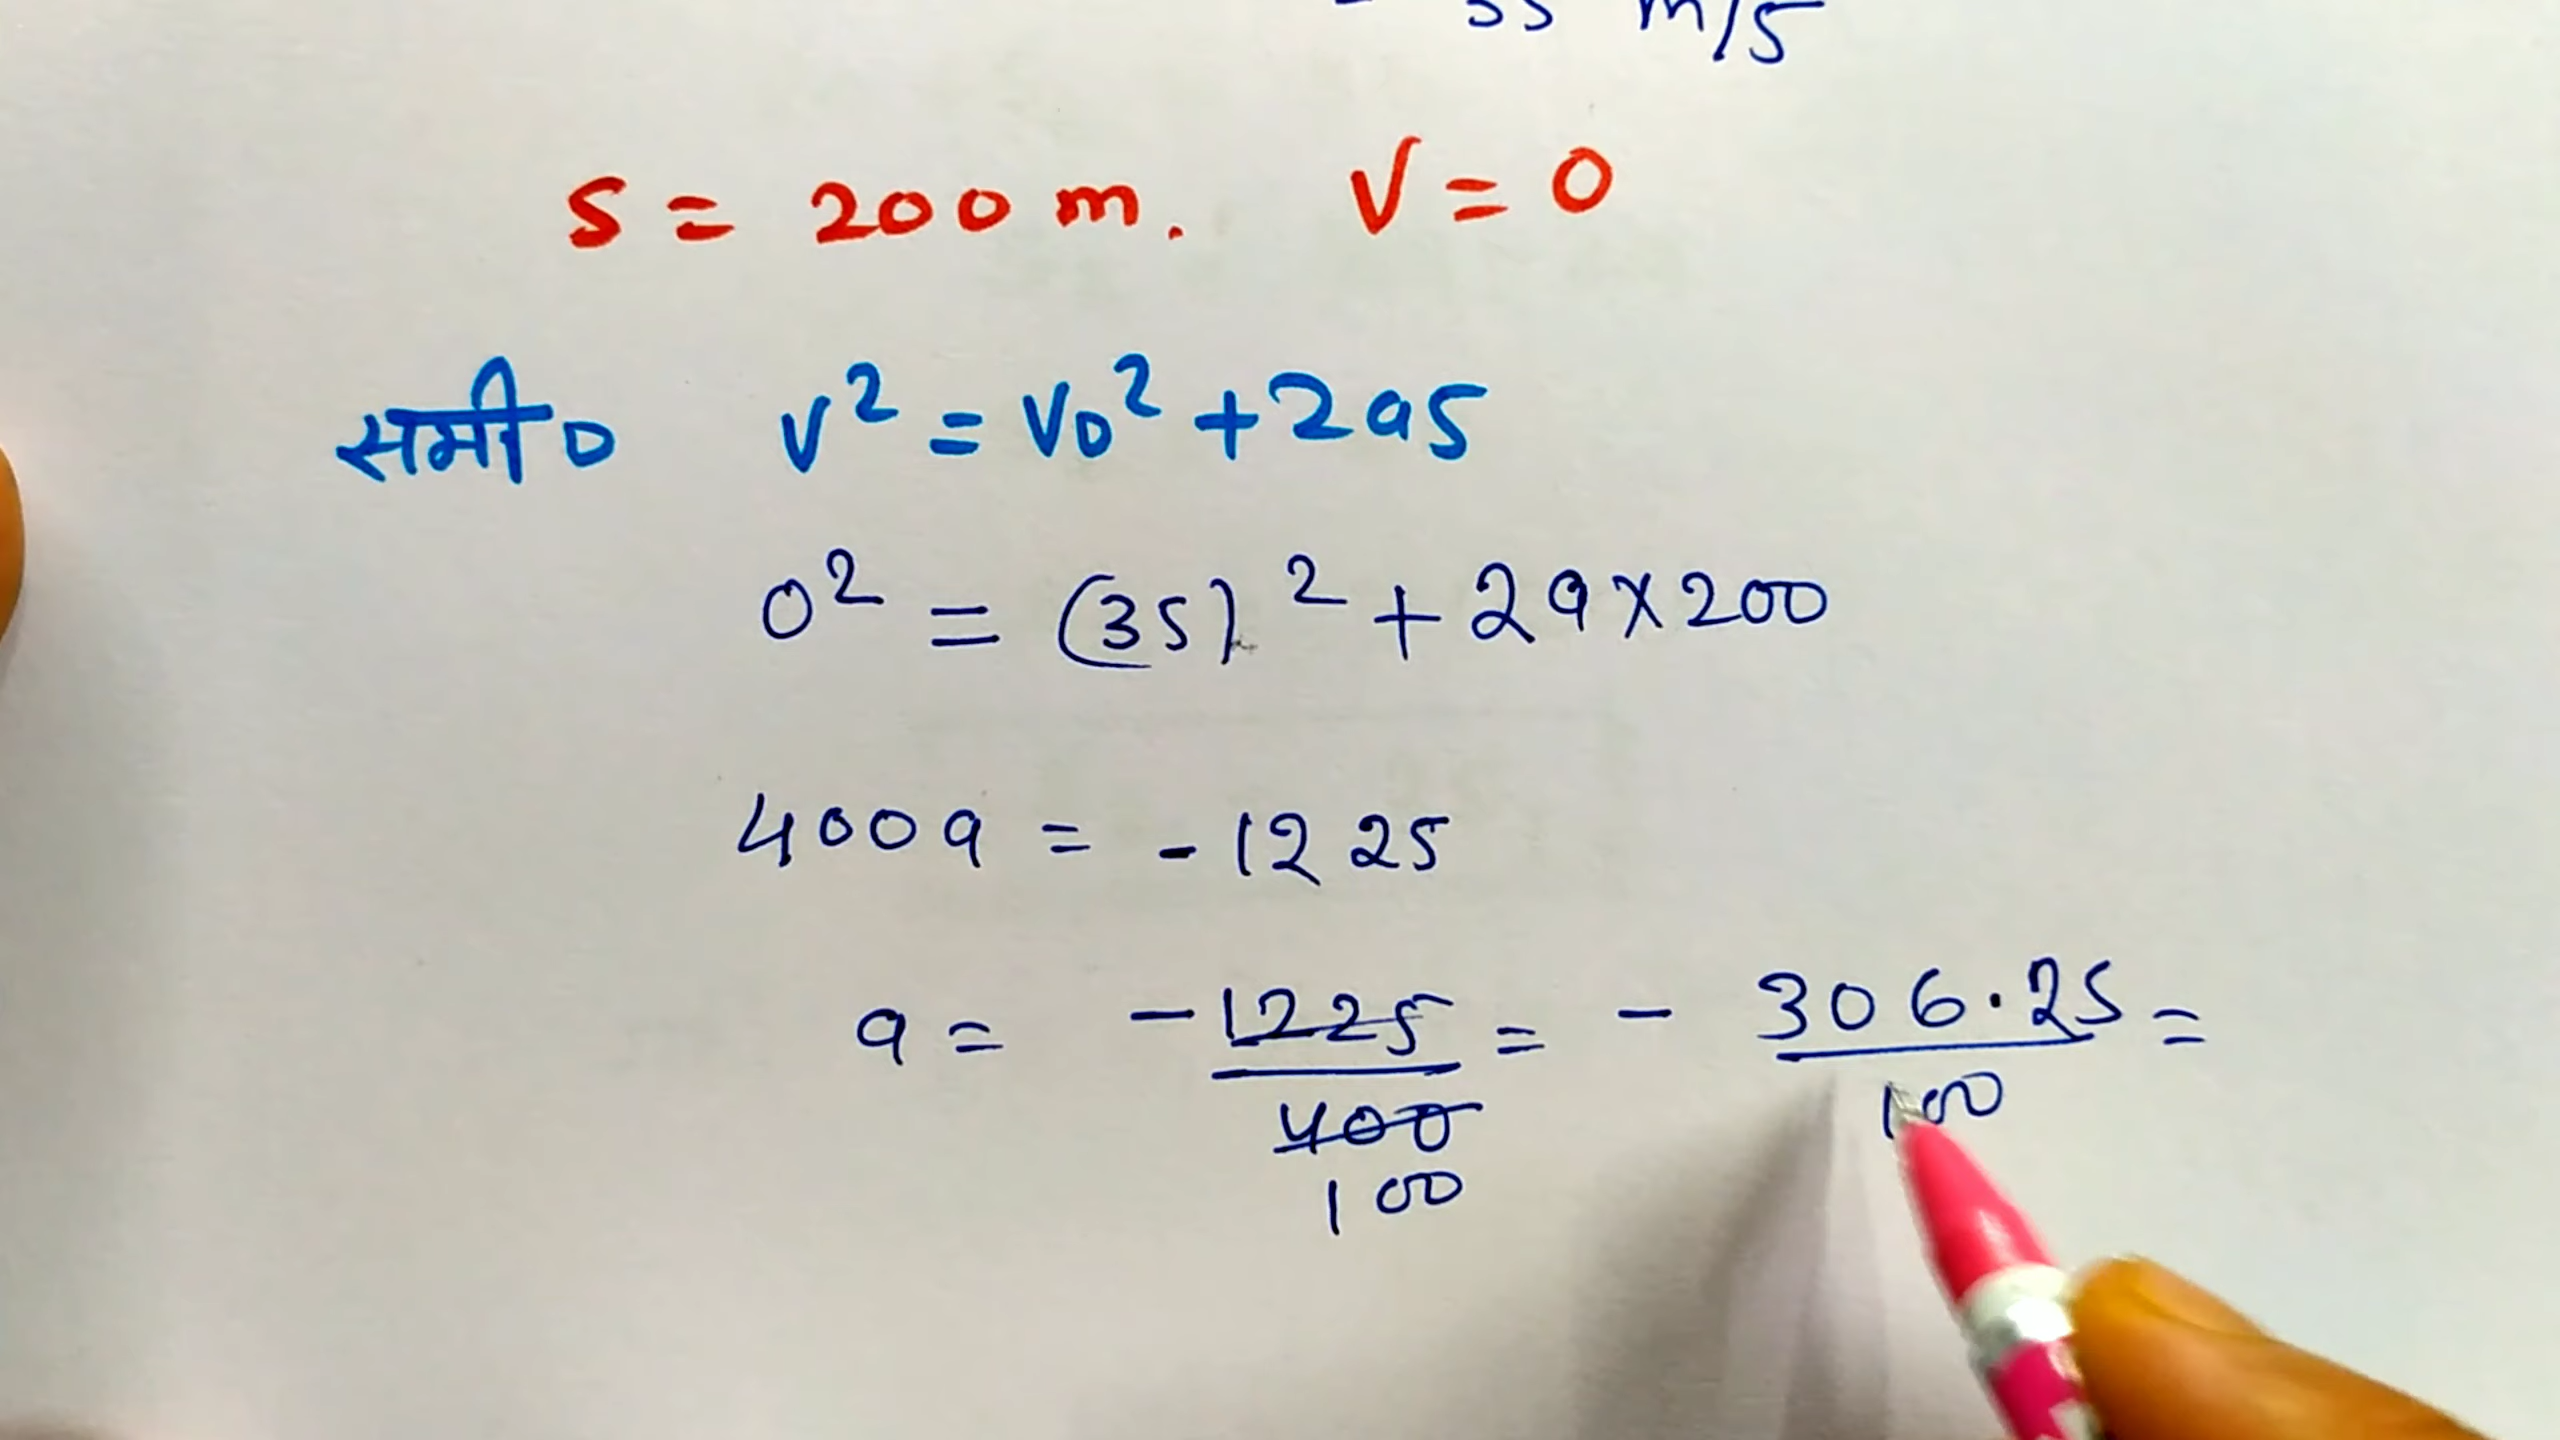 = 35 m/s
S = 200 m. V = 0
समी० v² = v₀² + 2as
0² = (35)² + 2a×200
400a = -1225
a = -1225/400 = - 306.25/100 =
100